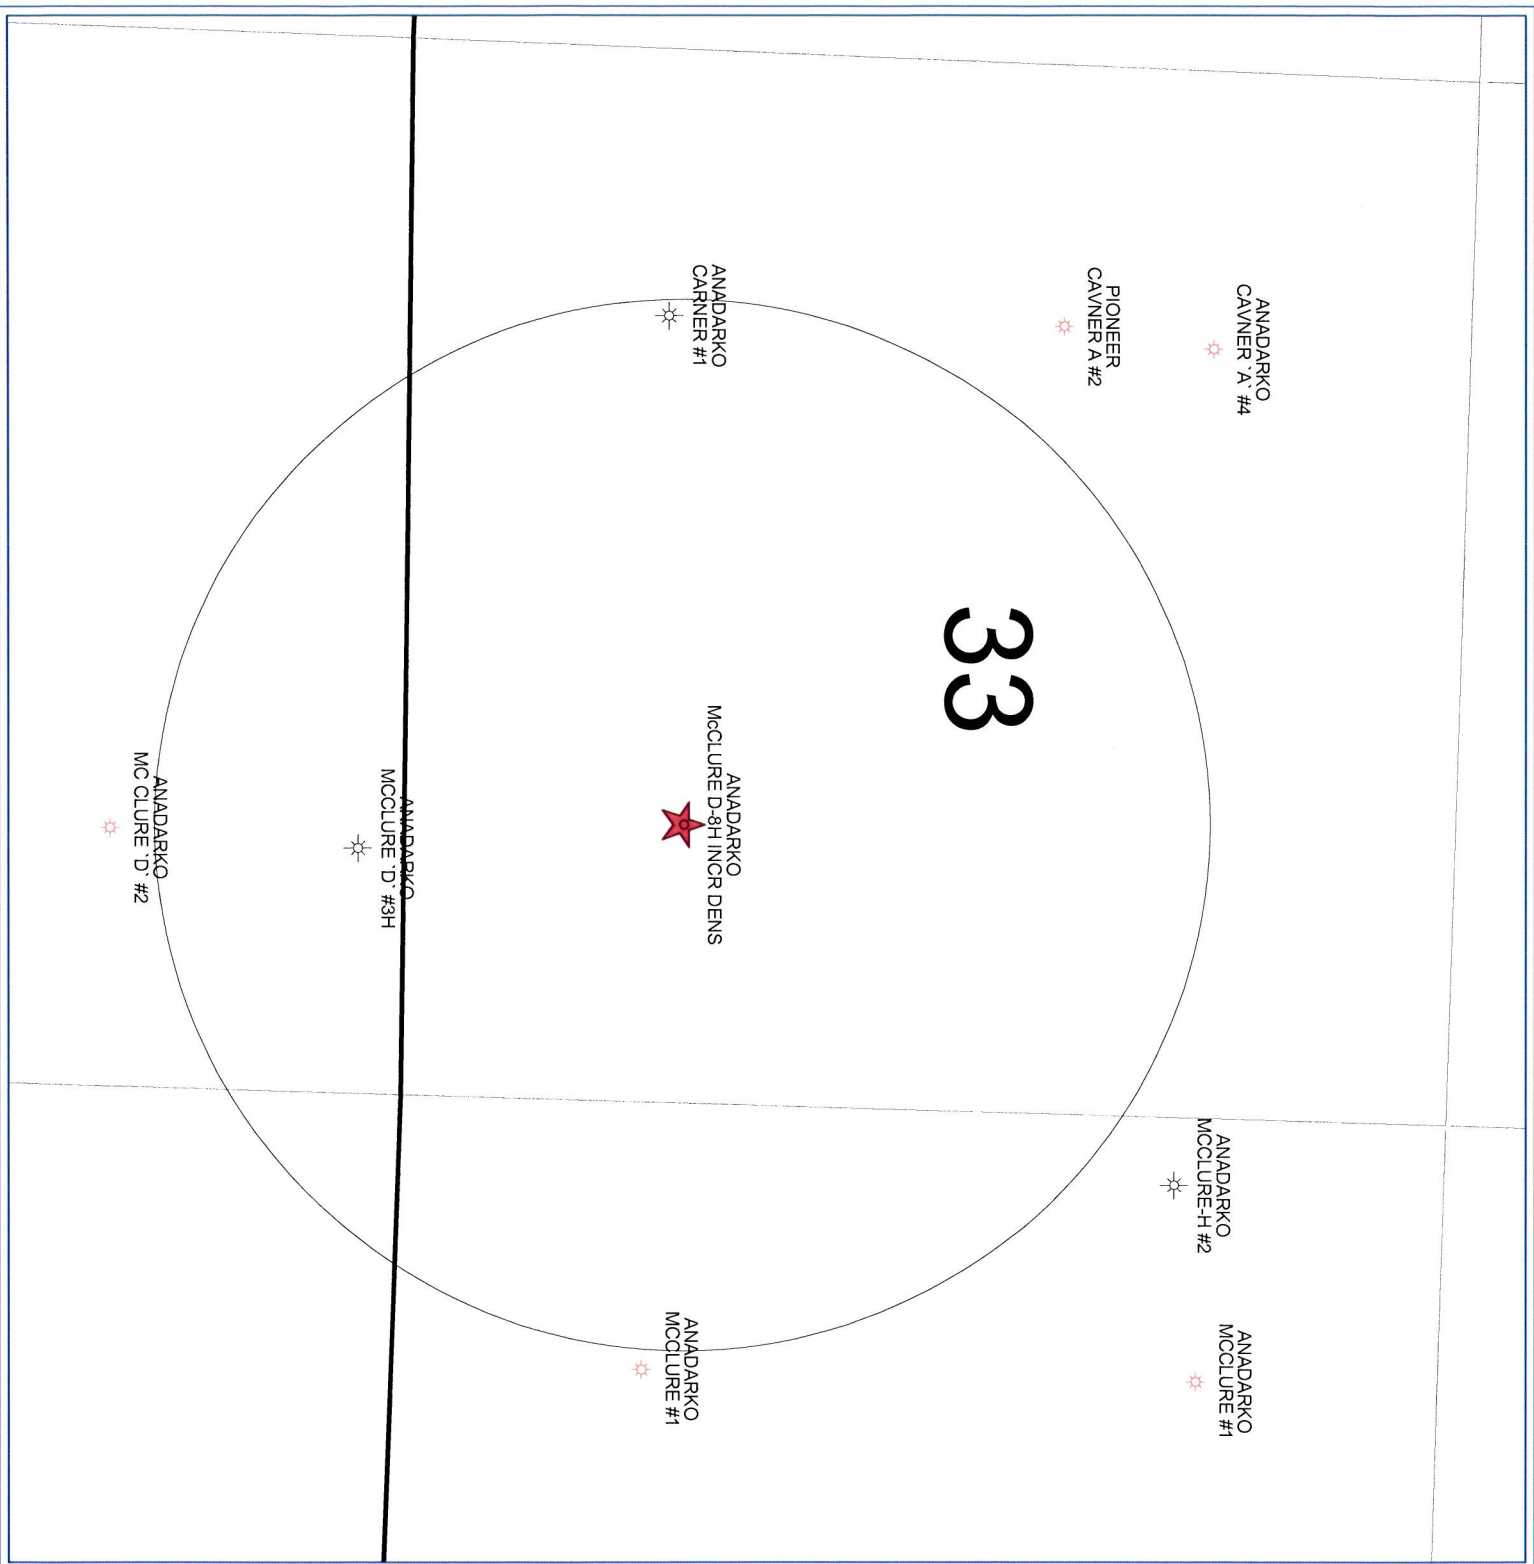 ANADARKO
CAVNER `A` #4
PIONEER
CAVNER A #2
ANADARKO
CARNER #1
33
ANADARKO
McCLURE D-8H INCR DENS
ANADARKO
MCCLURE `D` #3H
ANADARKO
MC CLURE `D` #2
ANADARKO
MCCLURE-H #2
ANADARKO
MCCLURE #1
ANADARKO
MCCLURE #1